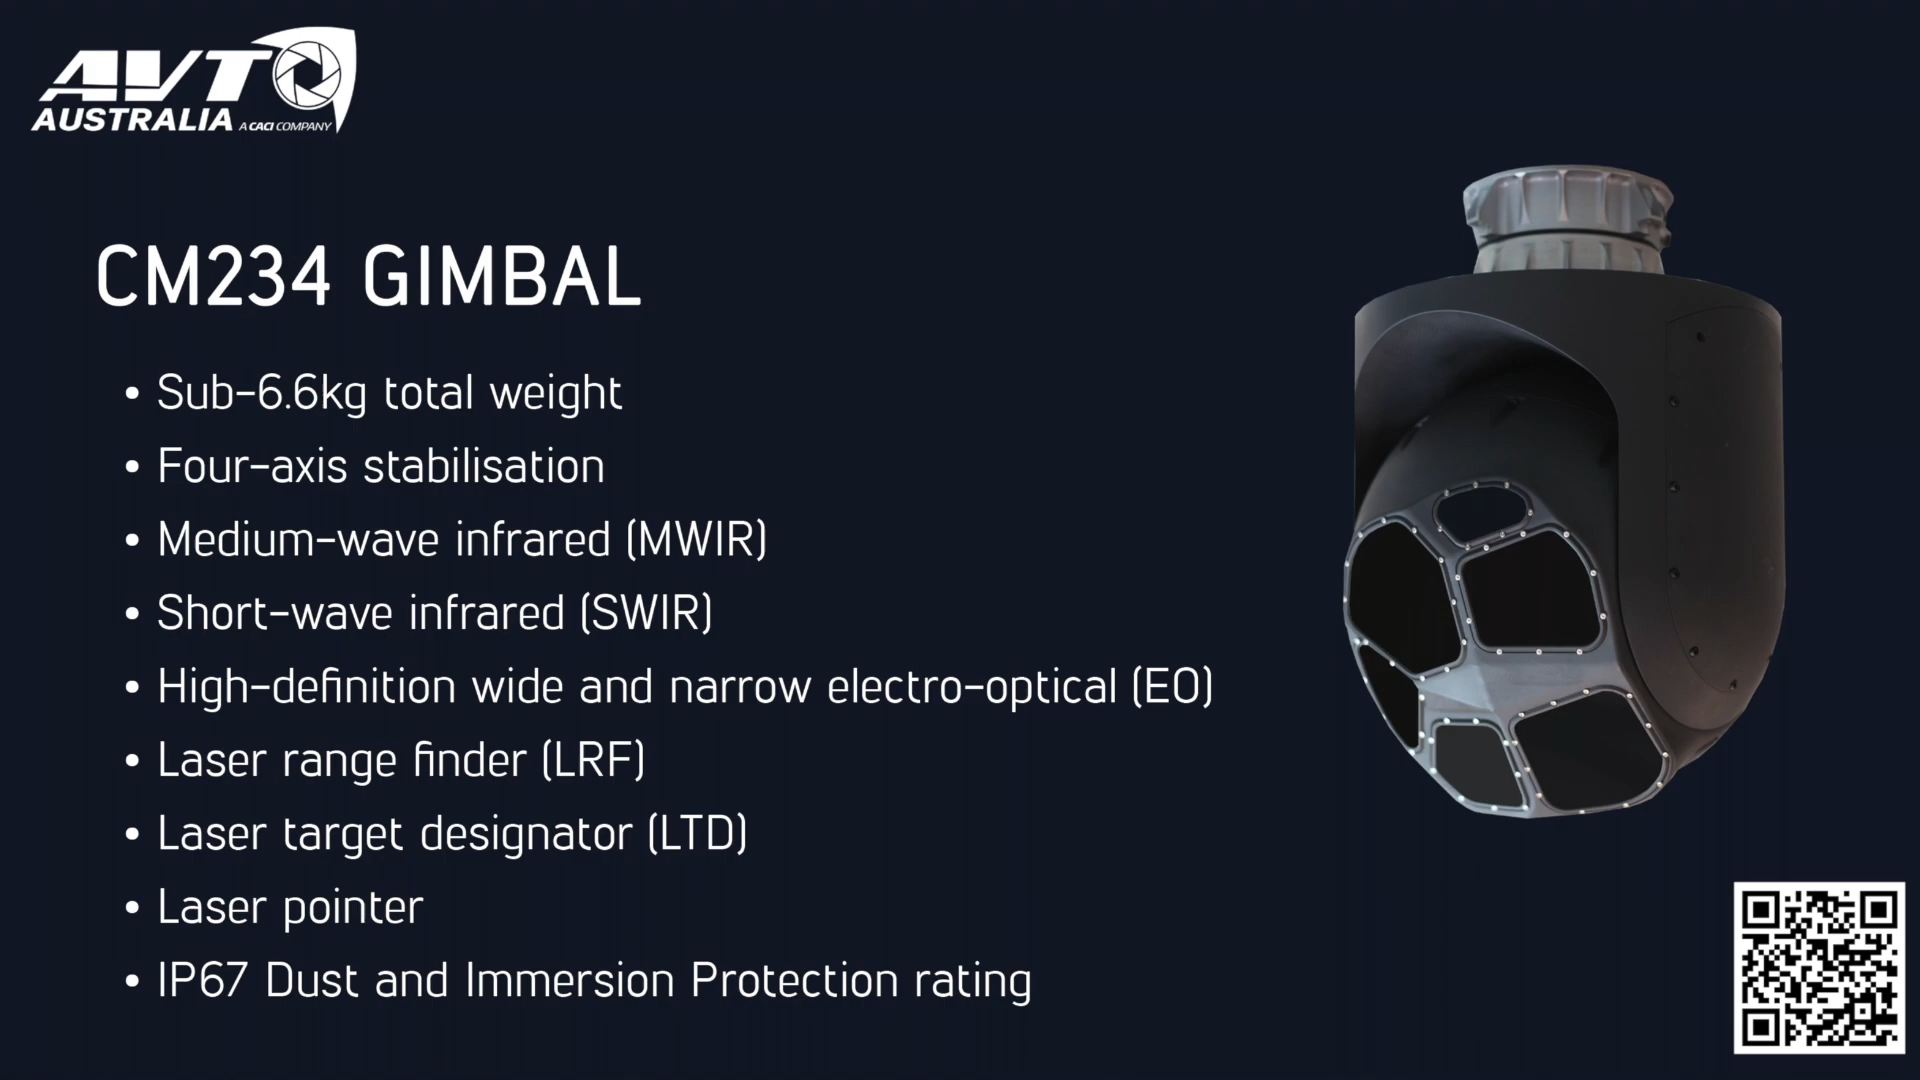 AVT
AUSTRALIA A CACI COMPANY
CM234 GIMBAL
• Sub-6.6kg total weight
• Four-axis stabilisation
• Medium-wave infrared (MWIR)
• Short-wave infrared (SWIR)
• High-definition wide and narrow electro-optical (EO)
• Laser range finder (LRF)
• Laser target designator (LTD)
• Laser pointer
• IP67 Dust and Immersion Protection rating